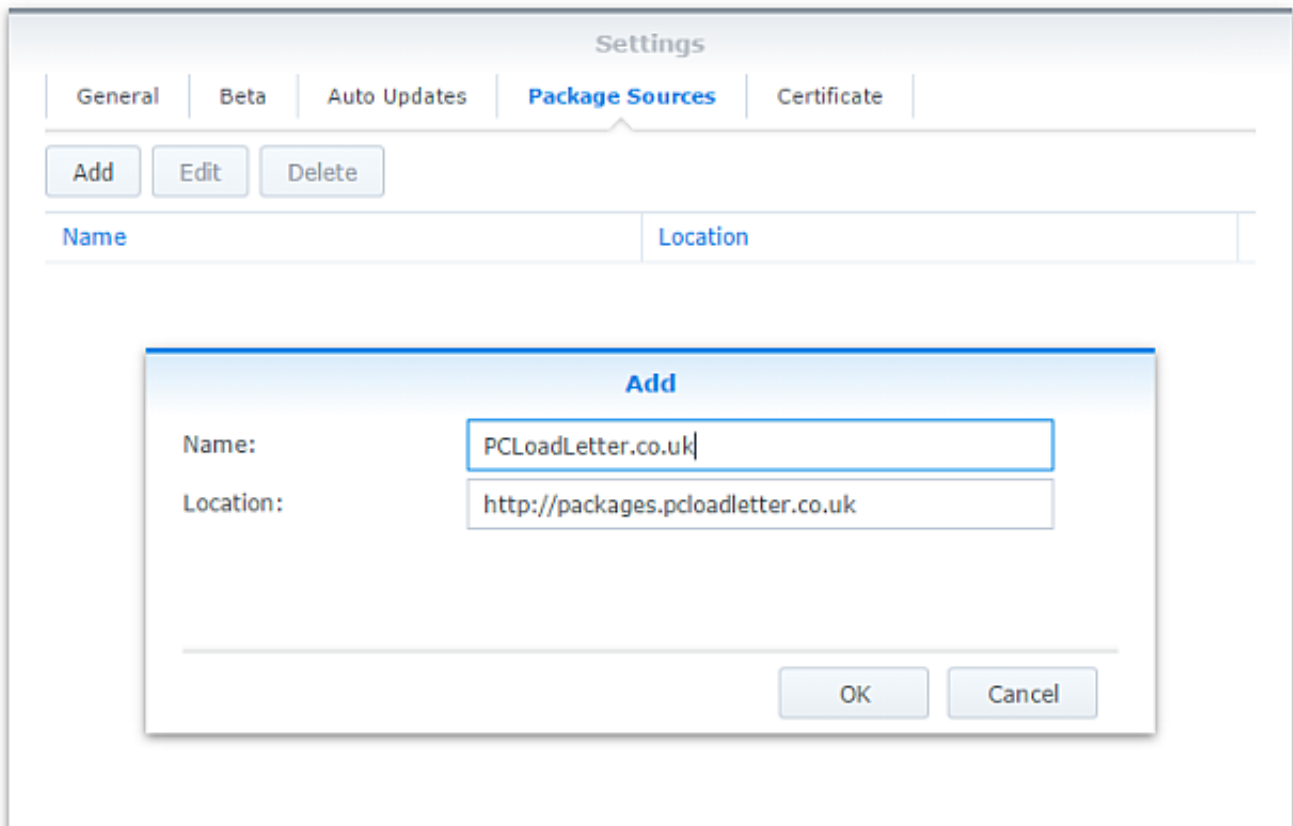 Settings
General Beta Auto Updates Package Sources Certificate
Add Edit Delete
Name Location
Add
Name: PCLoadLetter.co.uk
Location: http://packages.pcloadletter.co.uk
OK Cancel